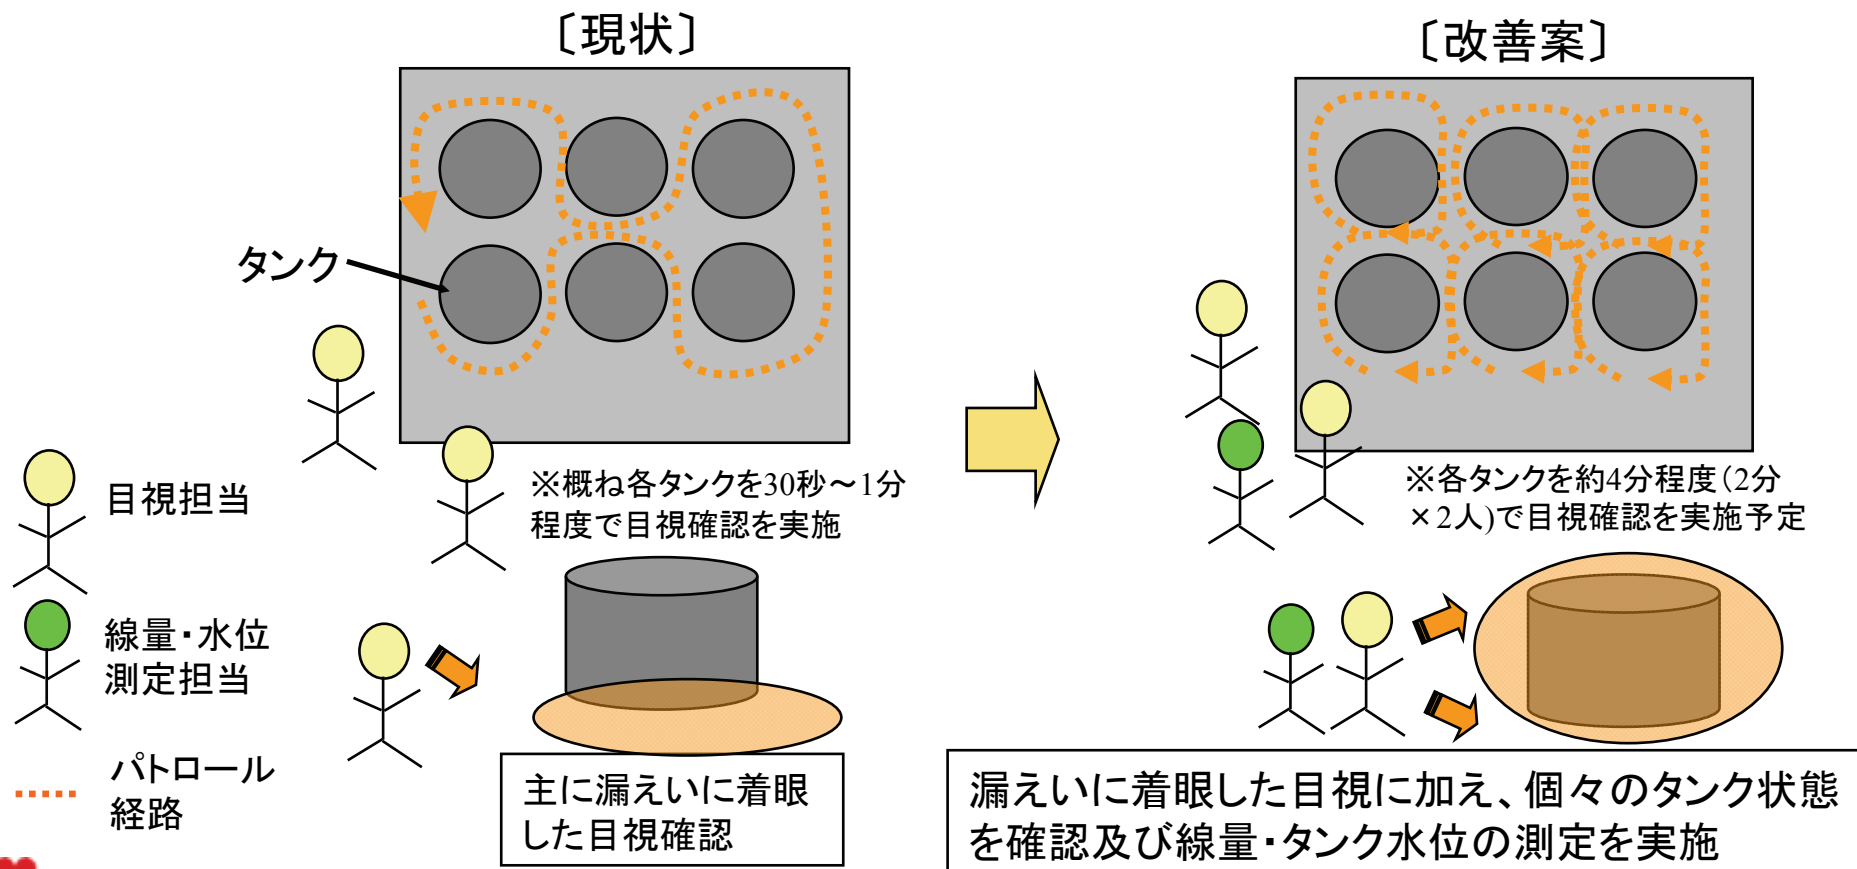 〔現状〕
タンク
目視担当
線量・水位
測定担当
パトロール
経路
※概ね各タンクを30秒～1分
程度で目視確認を実施
主に漏えいに着眼
した目視確認
〔改善案〕
※各タンクを約4分程度(2分
×2人)で目視確認を実施予定
漏えいに着眼した目視に加え、個々のタンク状態
を確認及び線量・タンク水位の測定を実施